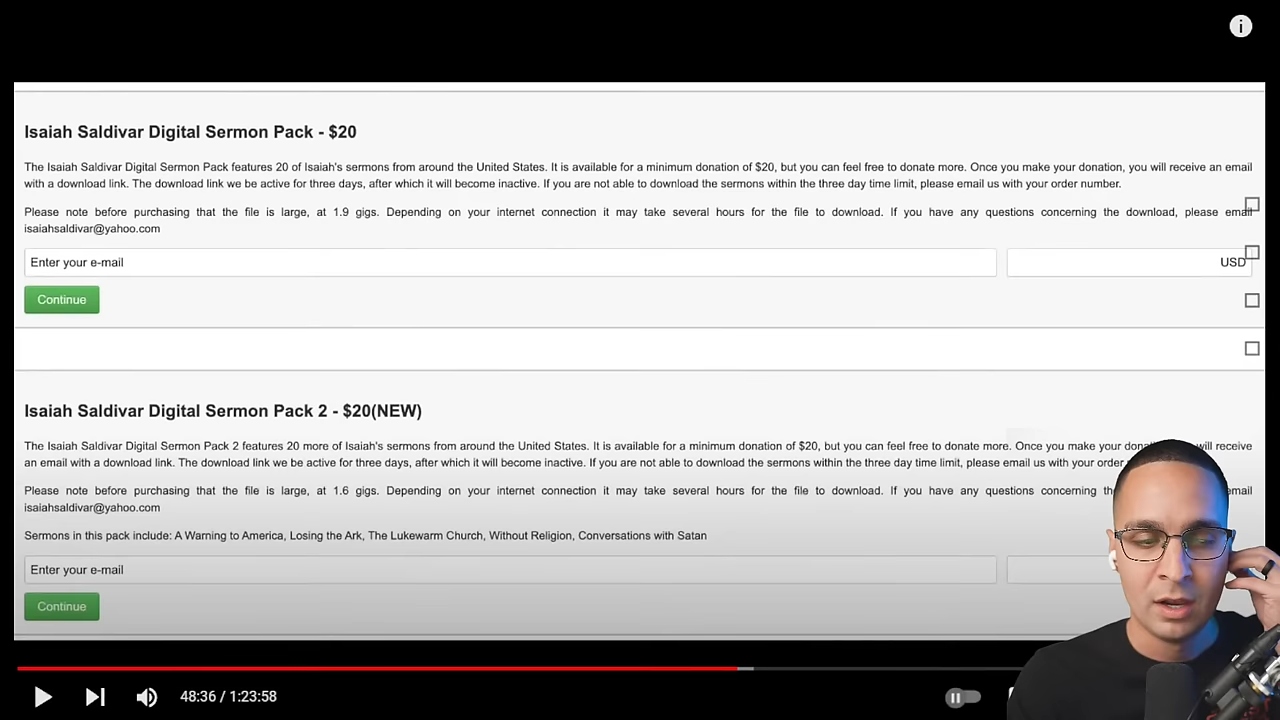 Isaiah Saldivar Digital Sermon Pack - $20
The Isaiah Saldivar Digital Sermon Pack features 20 of Isaiah's sermons from around the United States. It is available for a minimum donation of $20, but you can feel free to donate more. Once you make your donation, you will receive an email
with a download link. The download link we be active for three days, after which it will become inactive. If you are not able to download the sermons within the three day time limit, please email us with your order number.
Please note before purchasing that the file is large, at 1.9 gigs. Depending on your internet connection it may take several hours for the file to download. If you have any questions concerning the download, please email
isaiahsaldivar@yahoo.com
Enter your e-mail USD
Continue
Isaiah Saldivar Digital Sermon Pack 2 - $20(NEW)
The Isaiah Saldivar Digital Sermon Pack 2 features 20 more of Isaiah's sermons from around the United States. It is available for a minimum donation of $20, but you can feel free to donate more. Once you make your will receive
an email with a download link. The download link we be active for three days, after which it will become inactive. If you are not able to download the sermons within the three day time limit, please email us with your order
Please note before purchasing that the file is large, at 1.6 gigs. Depending on your internet connection it may take several hours for the file to download. If you have any questions concerning the email
isaiahsaldivar@yahoo.com
Sermons in this pack include: A Warning to America, Losing the Ark, The Lukewarm Church, Without Religion, Conversations with Satan
Enter your e-mail
Continue
48:36 / 1:23:58